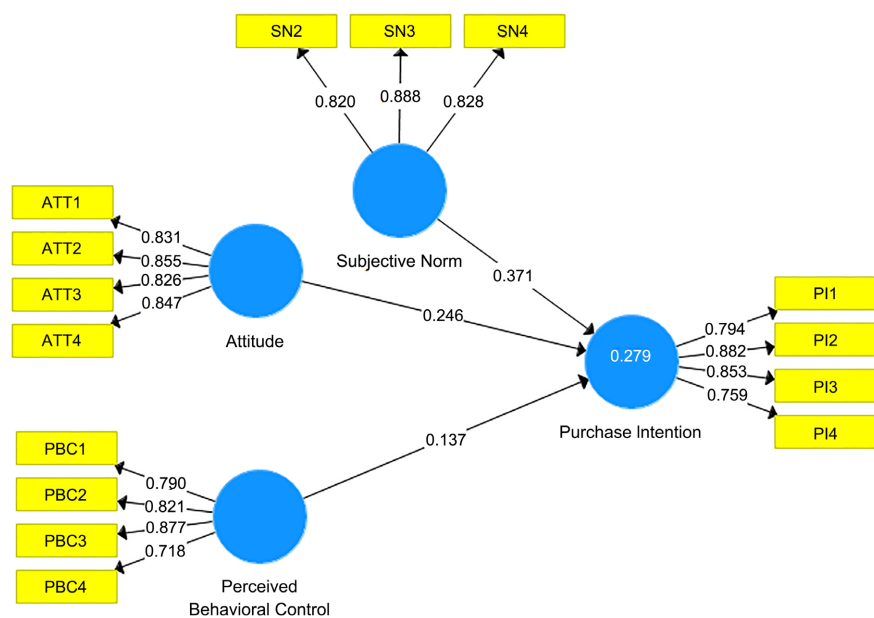 SN2
SN3
SN4
0.820
0.888
0.828
Subjective Norm
ATT1
ATT2
ATT3
ATT4
0.831
0.855
0.826
0.847
Attitude
0.371
0.246
0.137
0.279
Purchase Intention
0.794
0.882
0.853
0.759
PI1
PI2
PI3
PI4
PBC1
PBC2
PBC3
PBC4
0.790
0.821
0.877
0.718
Perceived
Behavioral Control